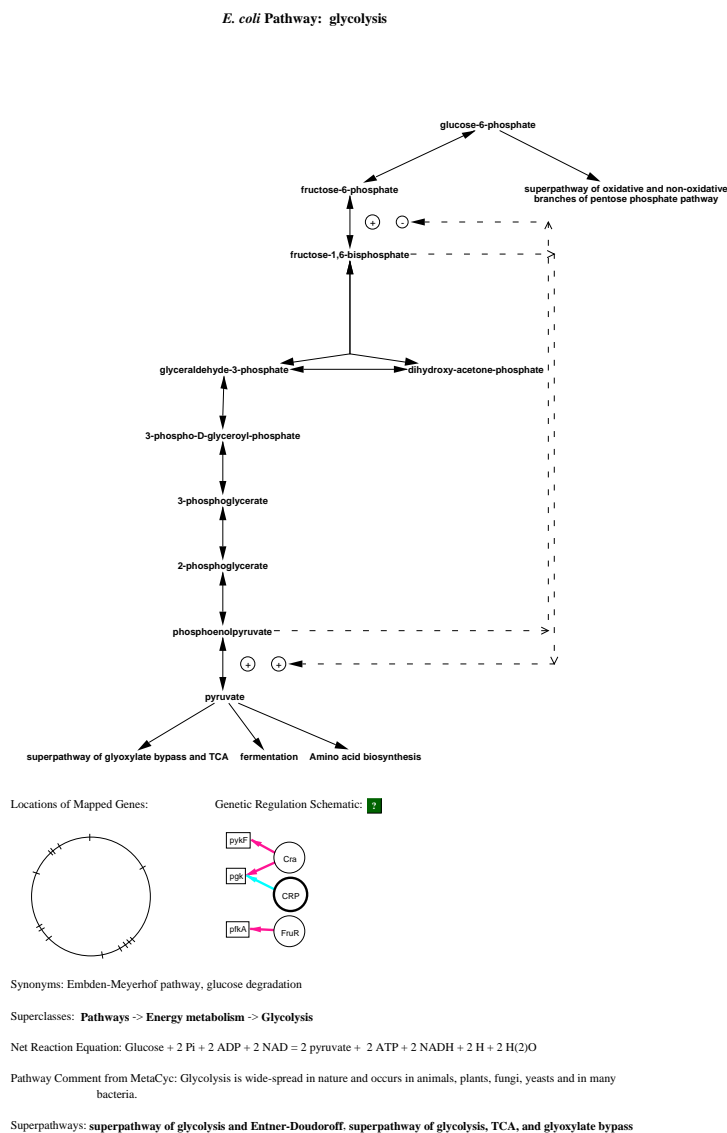 E. coli Pathway: glycolysis
glucose-6-phosphate
fructose-6-phosphate
superpathway of oxidative and non-oxidative
branches of pentose phosphate pathway
+ -
fructose-1,6-bisphosphate
glyceraldehyde-3-phosphate dihydroxy-acetone-phosphate
3-phospho-D-glyceroyl-phosphate
3-phosphoglycerate
2-phosphoglycerate
phosphoenolpyruvate
+ +
pyruvate
superpathway of glyoxylate bypass and TCA fermentation Amino acid biosynthesis
Locations of Mapped Genes: Genetic Regulation Schematic: ?
pykF
Cra
pgk
CRP
pfkA FruR
Synonyms: Embden-Meyerhof pathway, glucose degradation
Superclasses: Pathways -> Energy metabolism -> Glycolysis
Net Reaction Equation: Glucose + 2 Pi + 2 ADP + 2 NAD = 2 pyruvate + 2 ATP + 2 NADH + 2 H + 2 H(2)O
Pathway Comment from MetaCyc: Glycolysis is wide-spread in nature and occurs in animals, plants, fungi, yeasts and in many
bacteria.
Superpathways: superpathway of glycolysis and Entner-Doudoroff, superpathway of glycolysis, TCA, and glyoxylate bypass